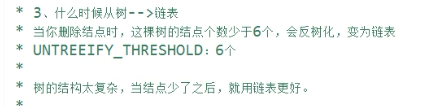 * 3、什么时候从树-->链表
* 当你删除结点时，这棵树的结点个数少于6个，会反树化，变为链表
* UNTREEIFY_THRESHOLD：6个
*
* 树的结构太复杂，当结点少了之后，就用链表更好。
*